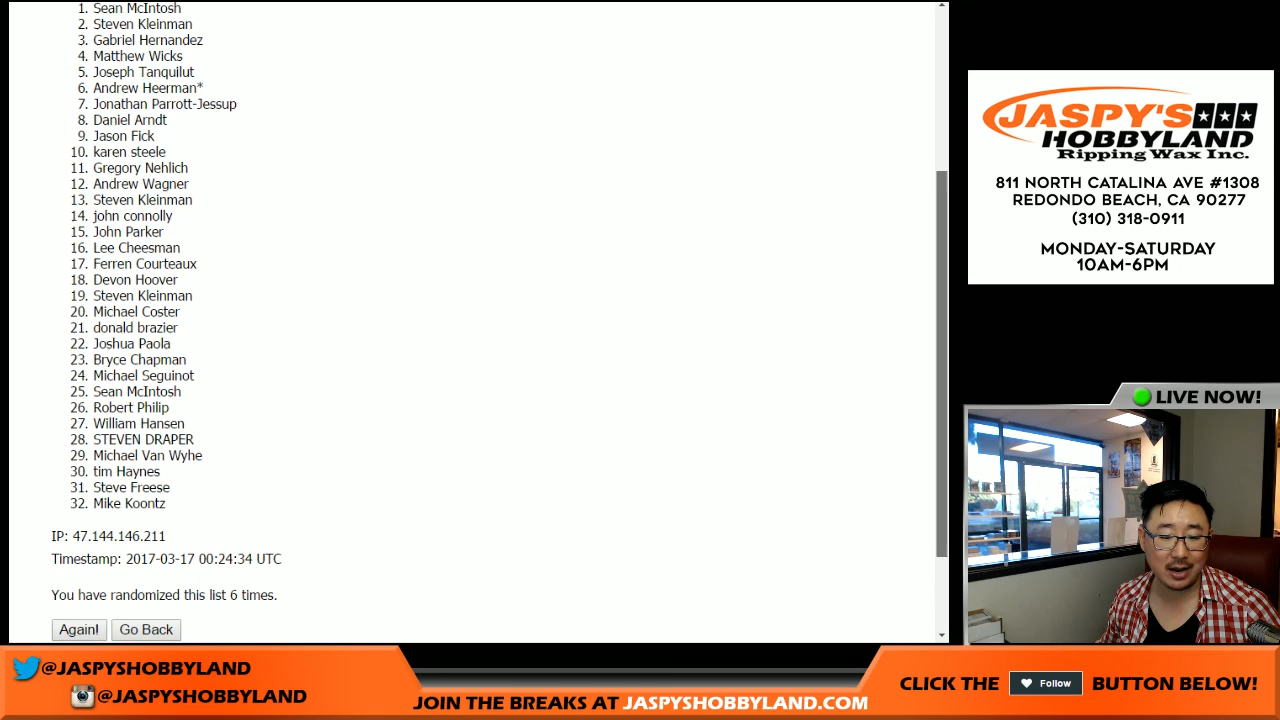 1. Sean McIntosh
2. Steven Kleinman
3. Gabriel Hernandez
4. Matthew Wicks
5. Joseph Tanquilut
6. Andrew Heerman*
7. Jonathan Parrott-Jessup
8. Daniel Arndt
9. Jason Fick
10. karen steele
11. Gregory Nehlich
12. Andrew Wagner
13. Steven Kleinman
14. john connolly
15. John Parker
16. Lee Cheesman
17. Ferren Courteaux
18. Devon Hoover
19. Steven Kleinman
20. Michael Coster
21. donald brazier
22. Joshua Paola
23. Bryce Chapman
24. Michael Seguinot
25. Sean McIntosh
26. Robert Philip
27. William Hansen
28. STEVEN DRAPER
29. Michael Van Wyhe
30. tim Haynes
31. Steve Freese
32. Mike Koontz
IP: 47.144.146.211
Timestamp: 2017-03-17 00:24:34 UTC
You have randomized this list 6 times.
Again! Go Back
JASPY'S
HOBBYLAND
Ripping Wax Inc.
811 NORTH CATALINA AVE #1308
REDONDO BEACH, CA 90277
(310) 318-0911
MONDAY-SATURDAY
10AM-6PM
LIVE NOW!
@JASPYSHOBBYLAND
@JASPYSHOBBYLAND
JOIN THE BREAKS AT JASPYSHOBBYLAND.COM
CLICK THE Follow BUTTON BELOW!